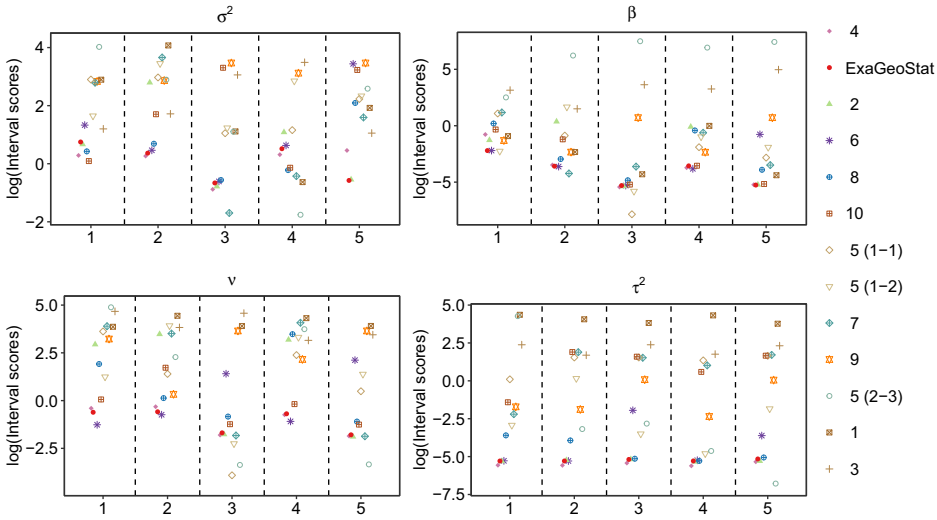 σ²
log(Interval scores)
4
2
0
−2
1 2 3 4 5
β
log(Interval scores)
5
0
−5
1 2 3 4 5
ν
log(Interval scores)
5.0
2.5
0.0
−2.5
1 2 3 4 5
τ²
log(Interval scores)
5.0
2.5
0.0
−2.5
−5.0
−7.5
1 2 3 4 5
4
ExaGeoStat
2
6
8
10
5 (1−1)
5 (1−2)
7
9
5 (2−3)
1
3